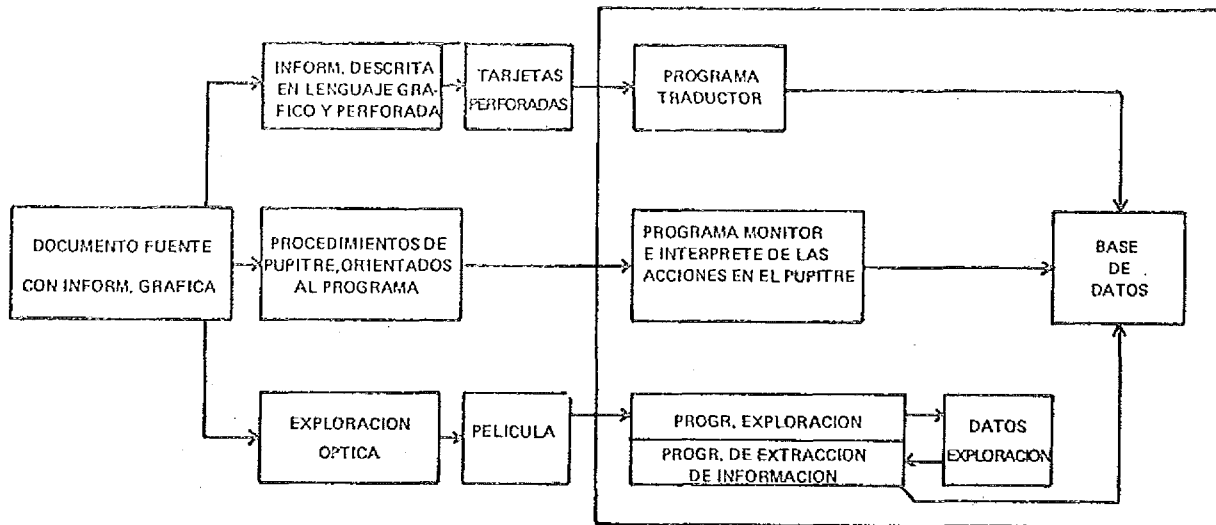 INFORM. DESCRITA
EN LENGUAJE GRA-
FICO Y PERFORADA
TARJETAS
PERFORADAS
PROGRAMA
TRADUCTOR
DOCUMENTO FUENTE
CON INFORM. GRAFICA
PROCEDIMIENTOS DE
PUPITRE, ORIENTADOS
AL PROGRAMA
PROGRAMA MONITOR
E INTERPRETE DE LAS
ACCIONES EN EL PUPITRE
BASE
DE
DATOS
EXPLORACION
OPTICA
PELICULA
PROGR. EXPLORACION
PROGR. DE EXTRACCION
DE INFORMACION
DATOS
EXPLORACION